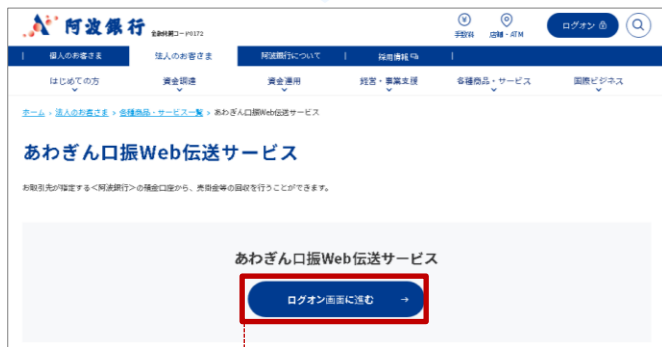 阿波銀行 金融機関コード0172
手数料 店舗・ATM ログオン
個人のお客さま 法人のお客さま 阿波銀行について 採用情報
はじめての方 資金調達 資金運用 経営・事業支援 各種商品・サービス 国際ビジネス
ホーム > 法人のお客さま > 各種商品・サービス一覧 > あわぎん口振Web伝送サービス
あわぎん口振Web伝送サービス
お取引先が指定する<阿波銀行>の預金口座から、売掛金等の回収を行うことができます。
あわぎん口振Web伝送サービス
ログオン画面に進む →